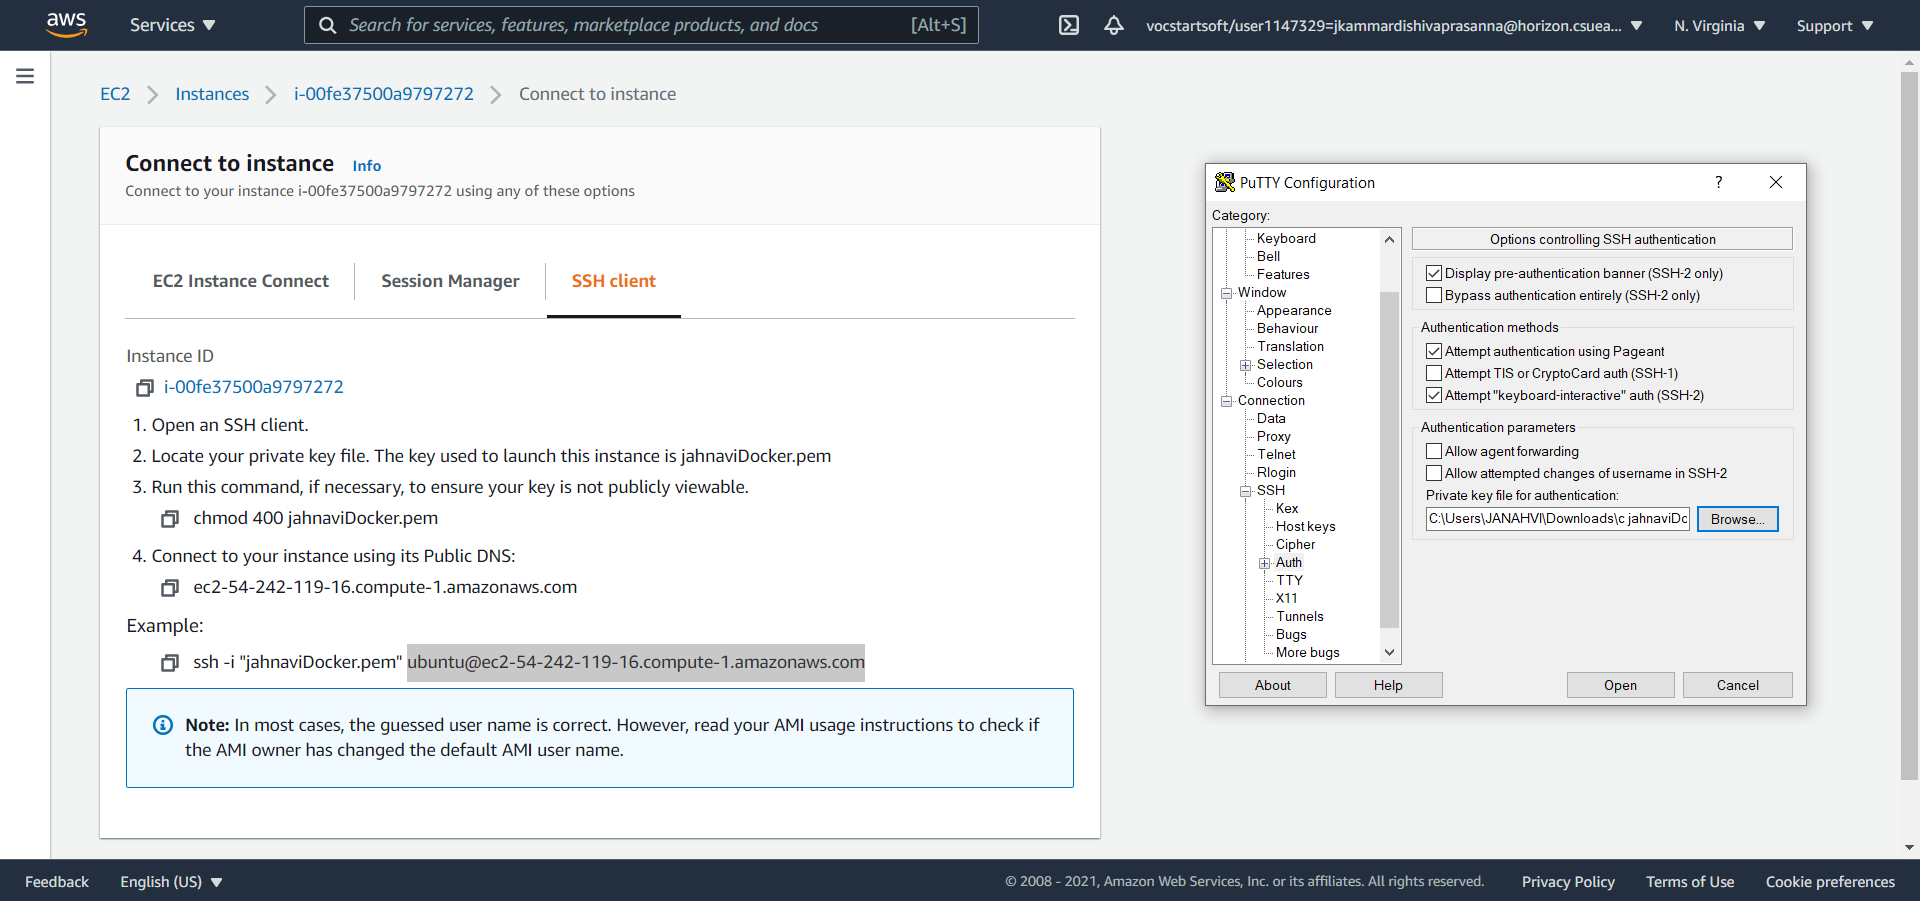 aws
Services
Search for services, features, marketplace products, and docs
[Alt+S]
vocstartsoft/user1147329=jkammardishivaprasanna@horizon.csuea...
N. Virginia
Support
EC2
Instances
i-00fe37500a9797272
Connect to instance
Connect to instance
Info
Connect to your instance i-00fe37500a9797272 using any of these options
EC2 Instance Connect
Session Manager
SSH client
Instance ID
i-00fe37500a9797272
1. Open an SSH client.
2. Locate your private key file. The key used to launch this instance is jahnaviDocker.pem
3. Run this command, if necessary, to ensure your key is not publicly viewable.
chmod 400 jahnaviDocker.pem
4. Connect to your instance using its Public DNS:
ec2-54-242-119-16.compute-1.amazonaws.com
Example:
ssh -i "jahnaviDocker.pem" ubuntu@ec2-54-242-119-16.compute-1.amazonaws.com
Note: In most cases, the guessed user name is correct. However, read your AMI usage instructions to check if
the AMI owner has changed the default AMI user name.
PuTTY Configuration
?
Category:
Keyboard
Bell
Features
Window
Appearance
Behaviour
Translation
Selection
Colours
Connection
Data
Proxy
Telnet
Rlogin
SSH
Kex
Host keys
Cipher
Auth
TTY
X11
Tunnels
Bugs
More bugs
Options controlling SSH authentication
Display pre-authentication banner (SSH-2 only)
Bypass authentication entirely (SSH-2 only)
Authentication methods
Attempt authentication using Pageant
Attempt TIS or CryptoCard auth (SSH-1)
Attempt "keyboard-interactive" auth (SSH-2)
Authentication parameters
Allow agent forwarding
Allow attempted changes of username in SSH-2
Private key file for authentication:
C:\Users\JANAHVI\Downloads\c jahnaviDc
Browse...
About
Help
Open
Cancel
Feedback
English (US)
© 2008 - 2021, Amazon Web Services, Inc. or its affiliates. All rights reserved.
Privacy Policy
Terms of Use
Cookie preferences